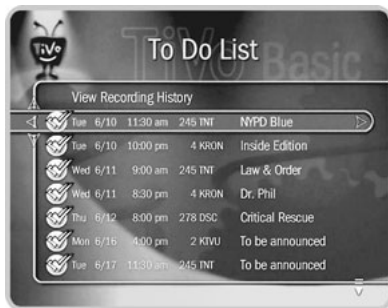 TiVo
To Do List
TiVo Basic
View Recording History
Tue 6/10 11:30 am 245 TNT NYPD Blue
Tue 6/10 10:00 pm 4 KRON Inside Edition
Wed 6/11 9:00 am 245 TNT Law & Order
Wed 6/11 8:30 pm 4 KRON Dr. Phil
Thu 6/12 8:00 pm 278 DSC Critical Rescue
Mon 6/16 4:00 pm 2 KTVU To be announced
Tue 6/17 11:30 am 245 TNT To be announced